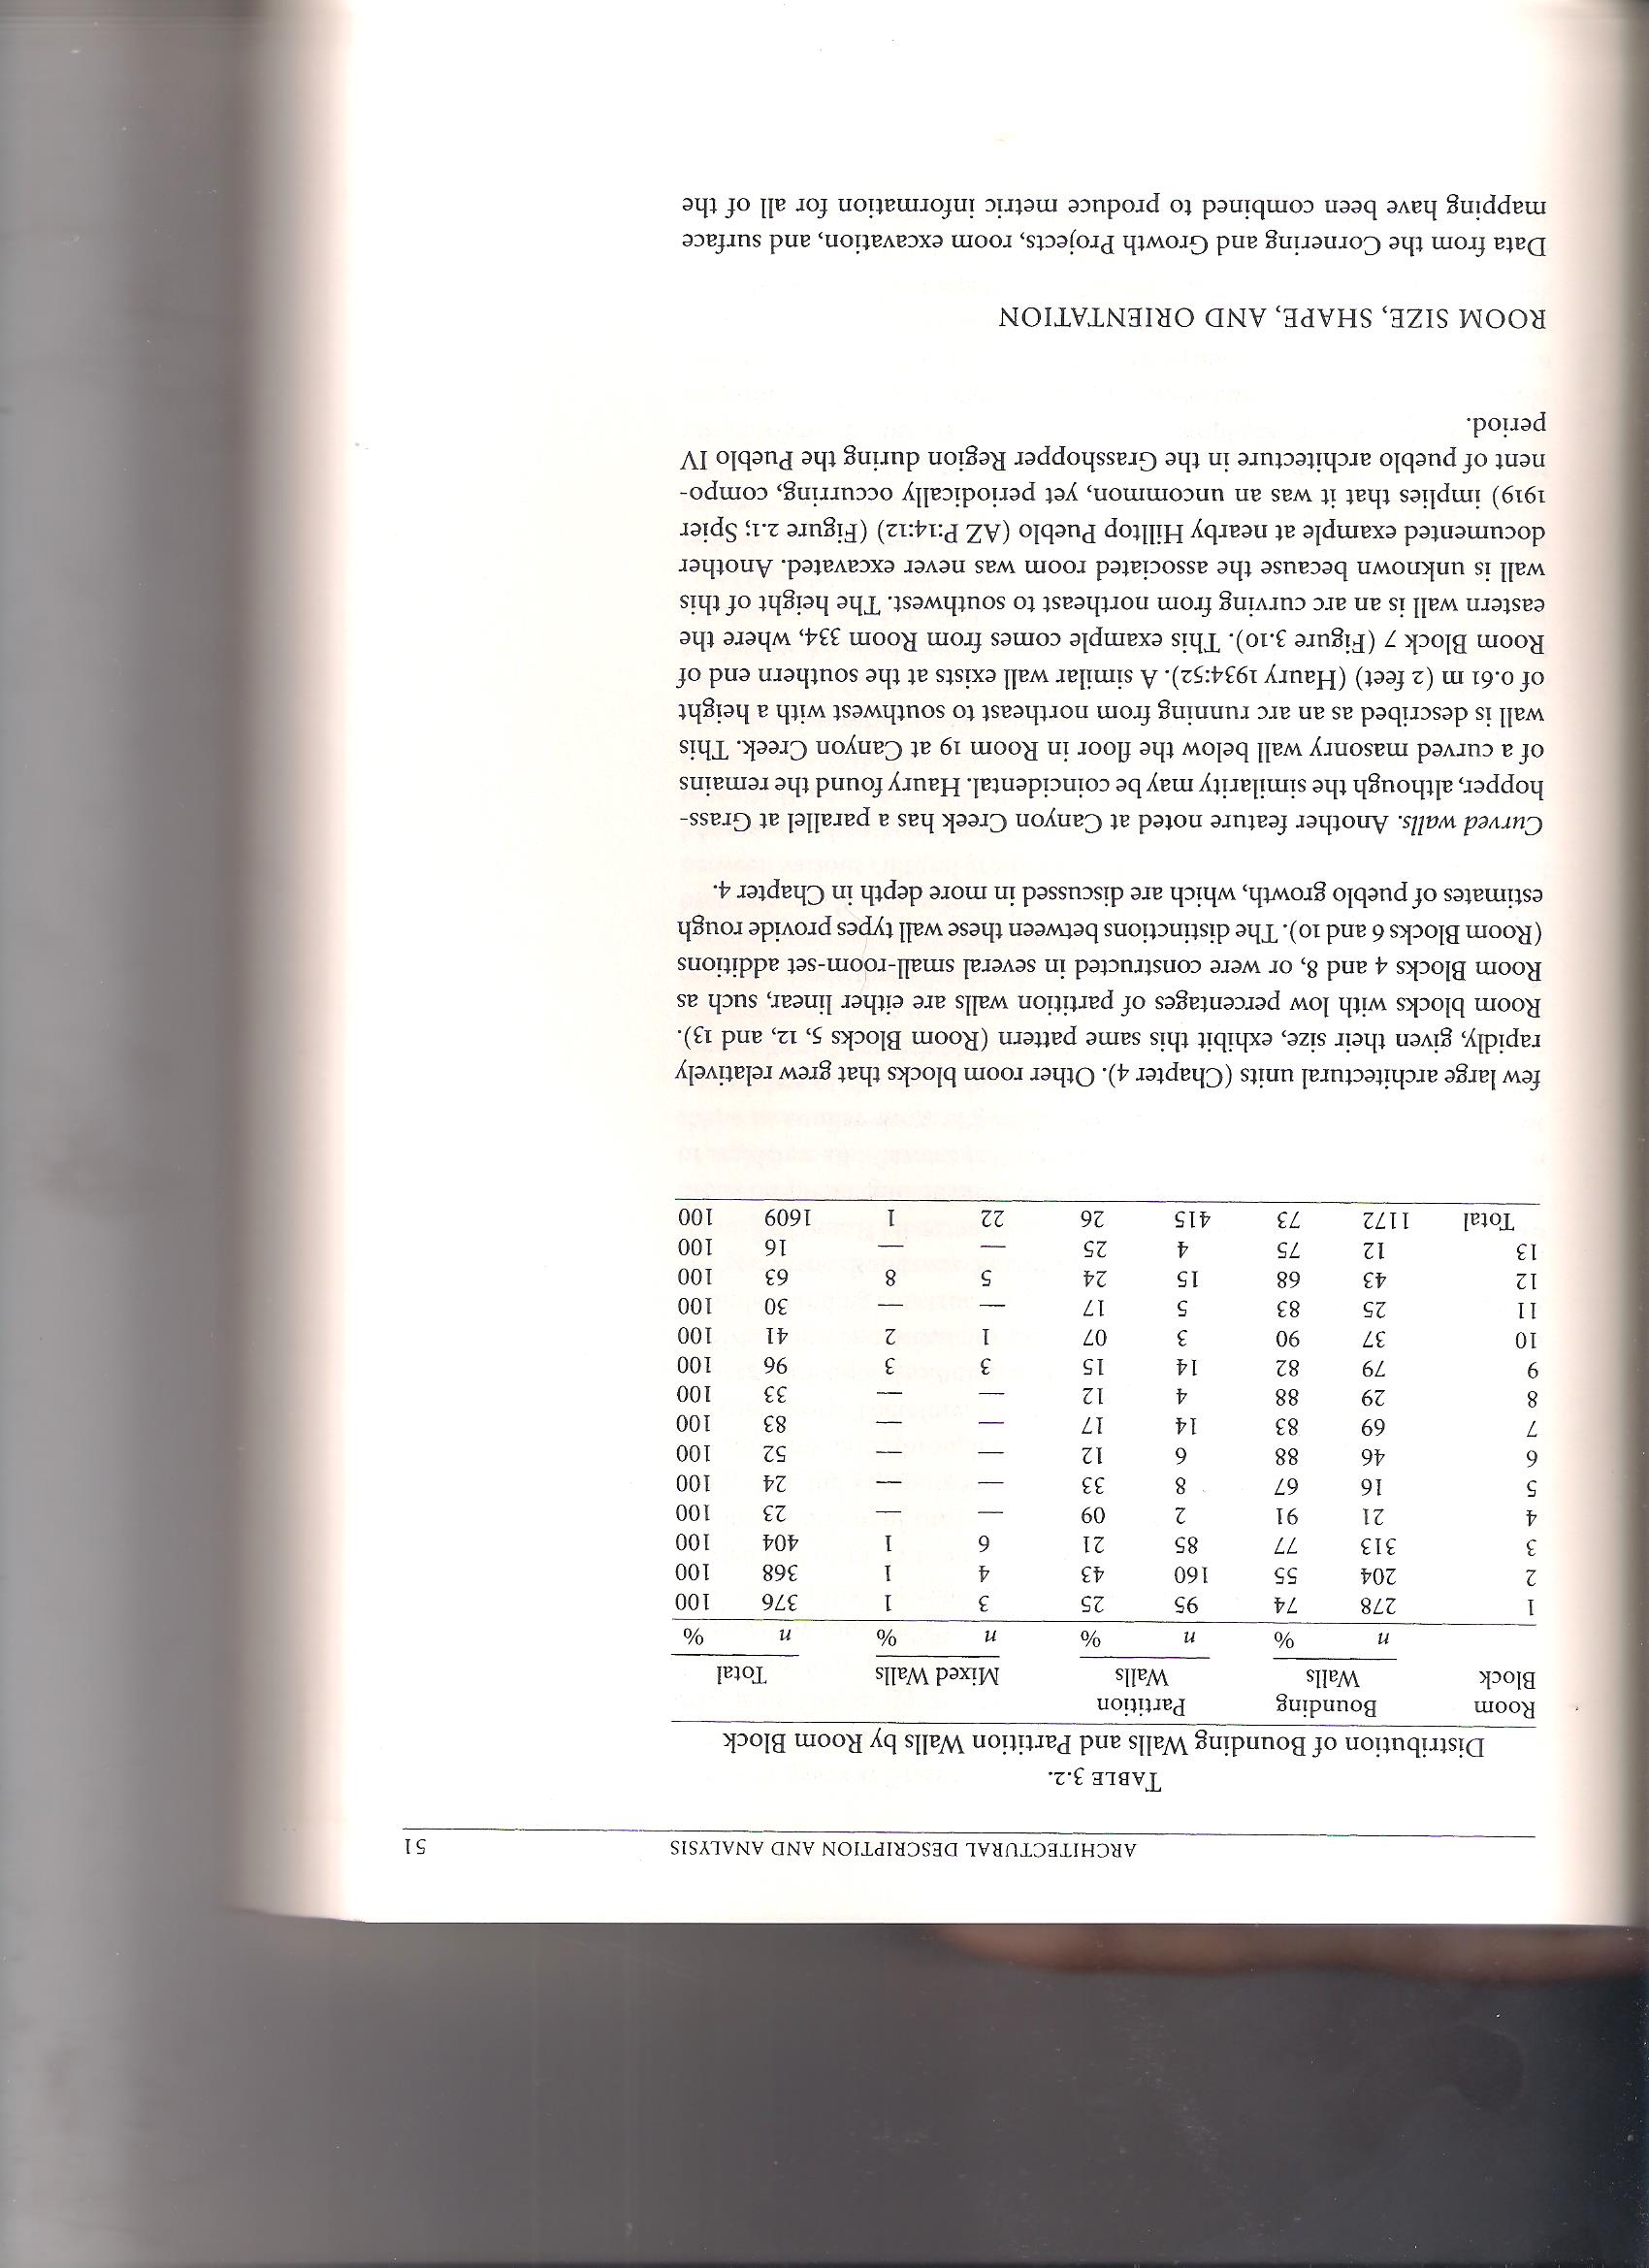 ARCHITECTURAL DESCRIPTION AND ANALYSIS 51
TABLE 3.2.
Distribution of Bounding Walls and Partition Walls by Room Block
Room Bounding Partition
Block Walls Walls Mixed Walls Total
n % n % n % n %
1 278 74 95 25 3 1 376 100
2 204 55 160 43 4 1 368 100
3 313 77 85 21 6 1 404 100
4 21 91 2 09 — — 23 100
5 16 67 8 33 — — 24 100
6 46 88 6 12 — — 52 100
7 69 83 14 17 — — 83 100
8 29 88 4 12 — — 33 100
9 79 82 14 15 3 3 96 100
10 37 90 3 07 1 2 41 100
11 25 83 5 17 — — 30 100
12 43 68 15 24 5 8 63 100
13 12 75 4 25 — — 16 100
Total 1172 73 415 26 22 1 1609 100
few large architectural units (Chapter 4). Other room blocks that grew relatively
rapidly, given their size, exhibit this same pattern (Room Blocks 5, 12, and 13).
Room blocks with low percentages of partition walls are either linear, such as
Room Blocks 4 and 8, or were constructed in several small-room-set additions
(Room Blocks 6 and 10). The distinctions between these wall types provide rough
estimates of pueblo growth, which are discussed in more depth in Chapter 4.
Curved walls. Another feature noted at Canyon Creek has a parallel at Grass-
hopper, although the similarity may be coincidental. Haury found the remains
of a curved masonry wall below the floor in Room 19 at Canyon Creek. This
wall is described as an arc running from northeast to southwest with a height
of 0.61 m (2 feet) (Haury 1934:52). A similar wall exists at the southern end of
Room Block 7 (Figure 3.10). This example comes from Room 334, where the
eastern wall is an arc curving from northeast to southwest. The height of this
wall is unknown because the associated room was never excavated. Another
documented example at nearby Hilltop Pueblo (AZ P:14:12) (Figure 2.1; Spier
1919) implies that it was an uncommon, yet periodically occurring, compo-
nent of pueblo architecture in the Grasshopper Region during the Pueblo IV
period.
ROOM SIZE, SHAPE, AND ORIENTATION
Data from the Cornering and Growth Projects, room excavation, and surface
mapping have been combined to produce metric information for all of the